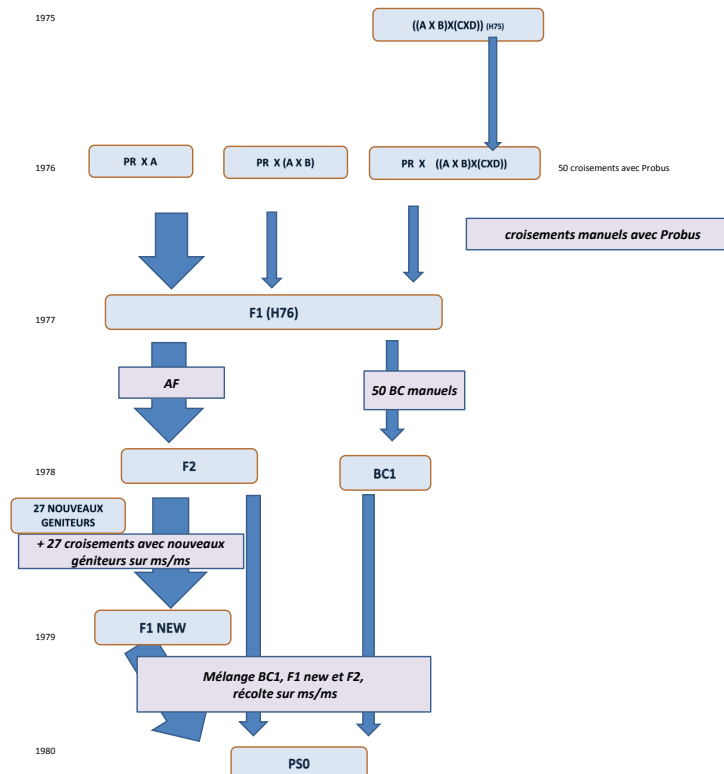 1975
((A X B)X(CXD)) (H75)
1976
PR X A
PR X (A X B)
PR X ((A X B)X(CXD))
50 croisements avec Probus
croisements manuels avec Probus
1977
F1 (H76)
AF
50 BC manuels
1978
F2
BC1
27 NOUVEAUX
GENITEURS
+ 27 croisements avec nouveaux
géniteurs sur ms/ms
1979
F1 NEW
Mélange BC1, F1 new et F2,
récolte sur ms/ms
1980
PS0